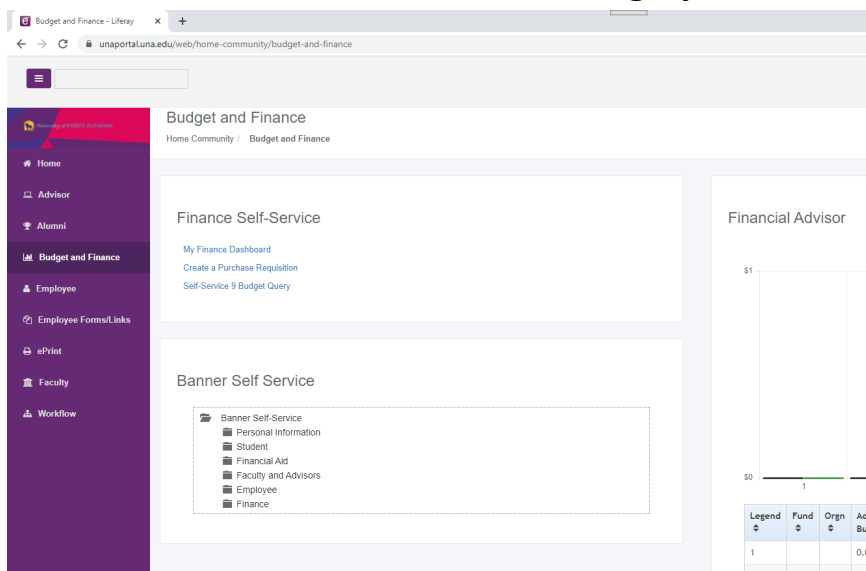 Budget and Finance - Liferay
unaportal.una.edu/web/home-community/budget-and-finance
Budget and Finance
Home Community / Budget and Finance
Home
Advisor
Alumni
Budget and Finance
Employee
Employee Forms/Links
ePrint
Faculty
Workflow
Finance Self-Service
My Finance Dashboard
Create a Purchase Requisition
Self-Service 9 Budget Query
Banner Self Service
Banner Self-Service
Personal Information
Student
Financial Aid
Faculty and Advisors
Employee
Finance
Financial Advisor
$1
$0
1
Legend Fund Orgn
1 0.